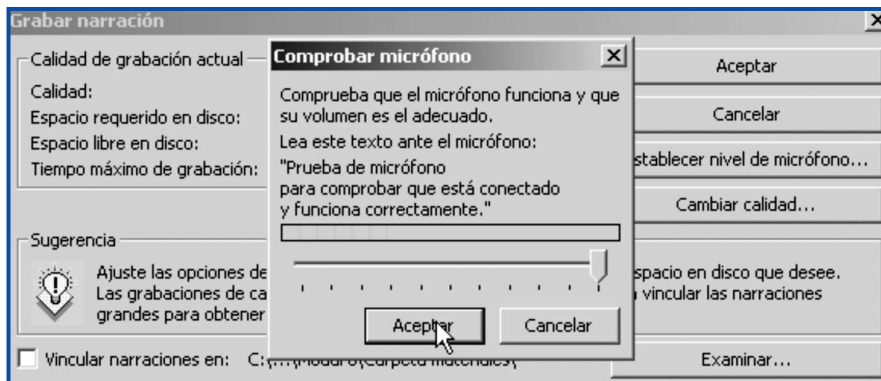 Grabar narración
Calidad de grabación actual
Calidad:
Espacio requerido en disco:
Espacio libre en disco:
Tiempo máximo de grabación:
Aceptar
Cancelar
stablecer nivel de micrófono...
Cambiar calidad...
Sugerencia
Ajuste las opciones de
Las grabaciones de ca
grandes para obtener
spacio en disco que desee.
vincular las narraciones
Vincular narraciones en:
Examinar...
Comprobar micrófono
Comprueba que el micrófono funciona y que
su volumen es el adecuado.
Lea este texto ante el micrófono:
"Prueba de micrófono
para comprobar que está conectado
y funciona correctamente."
Aceptar
Cancelar